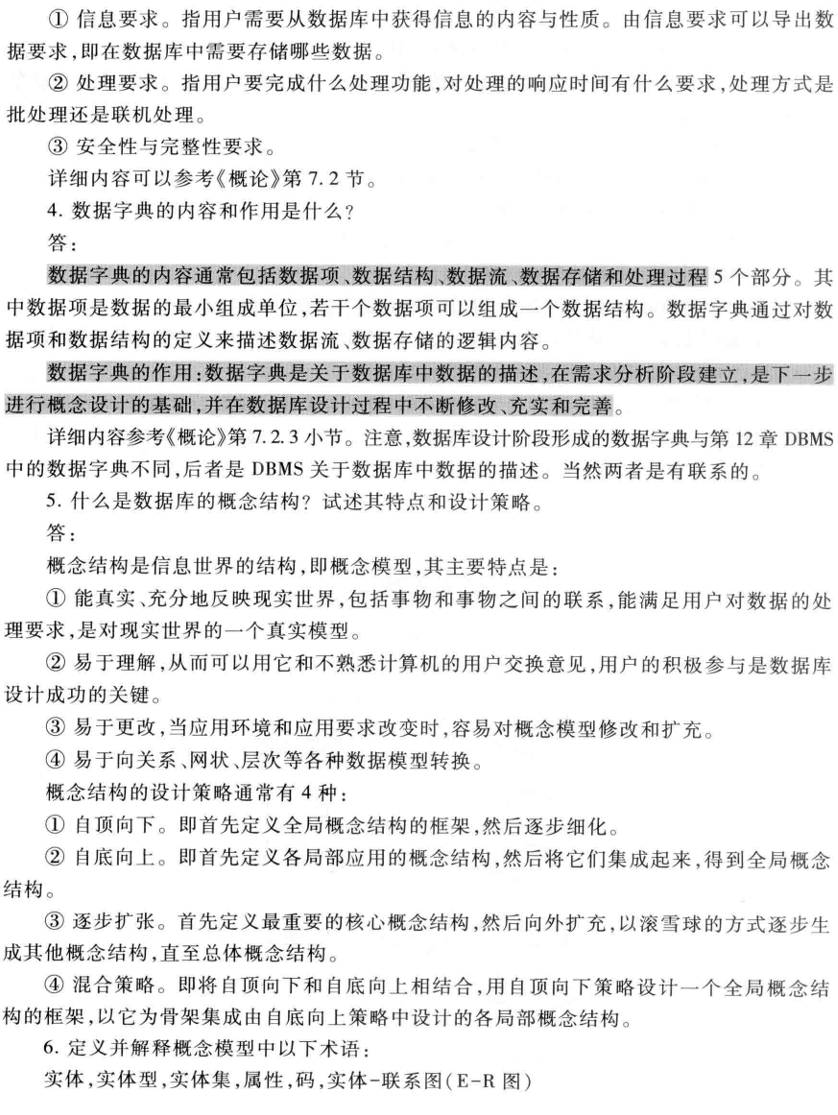 ① 信息要求。指用户需要从数据库中获得信息的内容与性质。由信息要求可以导出数
据要求,即在数据库中需要存储哪些数据。
② 处理要求。指用户要完成什么处理功能,对处理的响应时间有什么要求,处理方式是
批处理还是联机处理。
③ 安全性与完整性要求。
详细内容可以参考《概论》第 7.2 节。
4. 数据字典的内容和作用是什么?
答:
数据字典的内容通常包括数据项、数据结构、数据流、数据存储和处理过程 5 个部分。其
中数据项是数据的最小组成单位,若干个数据项可以组成一个数据结构。数据字典通过对数
据项和数据结构的定义来描述数据流、数据存储的逻辑内容。
数据字典的作用:数据字典是关于数据库中数据的描述,在需求分析阶段建立,是下一步
进行概念设计的基础,并在数据库设计过程中不断修改、充实和完善。
详细内容参考《概论》第 7.2.3 小节。注意,数据库设计阶段形成的数据字典与第 12 章 DBMS
中的数据字典不同,后者是 DBMS 关于数据库中数据的描述。当然两者是有联系的。
5. 什么是数据库的概念结构? 试述其特点和设计策略。
答:
概念结构是信息世界的结构,即概念模型,其主要特点是:
① 能真实、充分地反映现实世界,包括事物和事物之间的联系,能满足用户对数据的处
理要求,是对现实世界的一个真实模型。
② 易于理解,从而可以用它和不熟悉计算机的用户交换意见,用户的积极参与是数据库
设计成功的关键。
③ 易于更改,当应用环境和应用要求改变时,容易对概念模型修改和扩充。
④ 易于向关系、网状、层次等各种数据模型转换。
概念结构的设计策略通常有 4 种:
① 自顶向下。即首先定义全局概念结构的框架,然后逐步细化。
② 自底向上。即首先定义各局部应用的概念结构,然后将它们集成起来,得到全局概念
结构。
③ 逐步扩张。首先定义最重要的核心概念结构,然后向外扩充,以滚雪球的方式逐步生
成其他概念结构,直至总体概念结构。
④ 混合策略。即将自顶向下和自底向上相结合,用自顶向下策略设计一个全局概念结
构的框架,以它为骨架集成由自底向上策略中设计的各局部概念结构。
6. 定义并解释概念模型中以下术语:
实体,实体型,实体集,属性,码,实体-联系图(E-R 图)